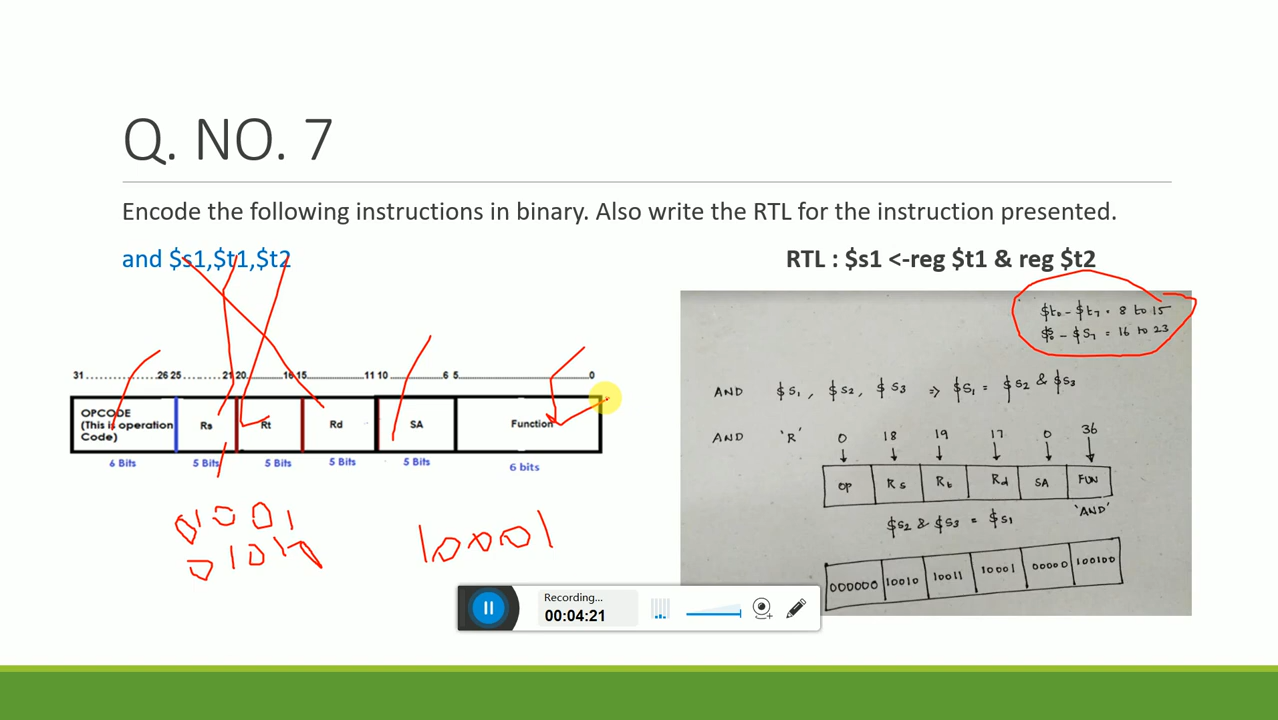 Q. NO. 7
Encode the following instructions in binary. Also write the RTL for the instruction presented.
and $s1,$t1,$t2
RTL : $s1 <-reg $t1 & reg $t2
31 26 25 21 20 16 15 11 10 6 5 0
OPCODE
(This is operation
Code)
Rs
Rt
Rd
SA
Function
6 Bits
5 Bits
5 Bits
5 Bits
5 Bits
6 bits
01001
10001
$t0 - $t7 = 8 to 15
- $S7 = 16 to 23
AND $S1, $S2, $S3 => $S1 = $S2 & $S3
AND 'R' 0 18 19 17 0 36
OP Rs Rt Rd SA FUN
$S2 & $S3 = $S1
'AND'
000000 10010 10011 10001 00000 100100
Recording...
00:04:21